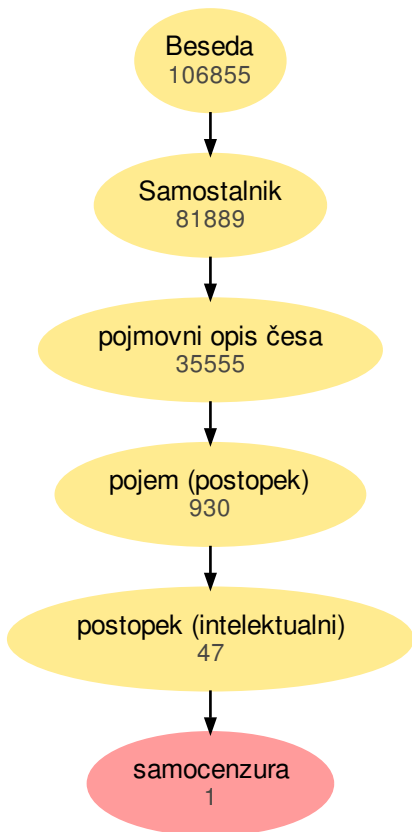 Beseda
106855
Samostalnik
81889
pojmovni opis česa
35555
pojem (postopek)
930
postopek (intelektualni)
47
samocenzura
1